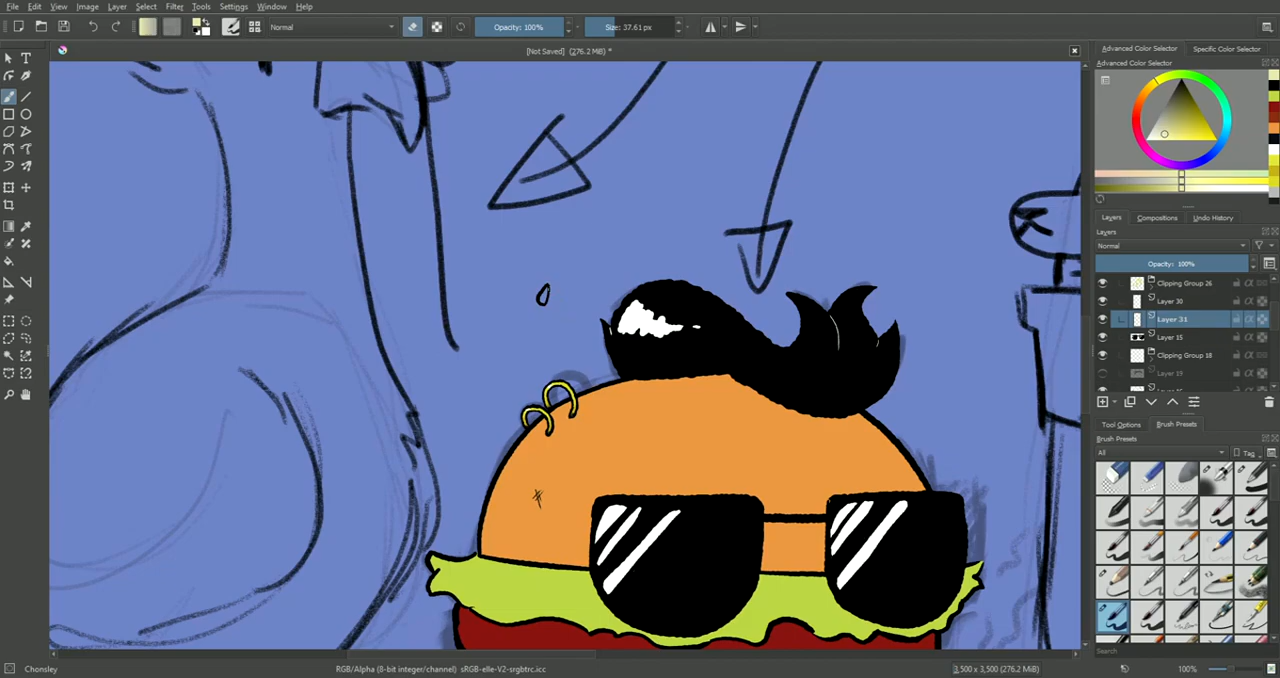 File Edit View Image Layer Select Filter Tools Settings Window Help
Normal Opacity: 100% Size: 37.61 px
[Not Saved] (276.2 MiB) *
Advanced Color Selector Specific Color Selector
Advanced Color Selector
Layers Compositions Undo History
Layers
Normal
Opacity: 100%
Clipping Group 26
Layer 30
Layer 31
Layer 15
Clipping Group 18
Layer 19
Tool Options Brush Presets
Brush Presets
All Tag
Search
Chonsley RGB/Alpha (8-bit integer/channel) sRGB-elle-V2-srgbtrc.icc 3,500 x 3,500 (276.2 MiB) 100%